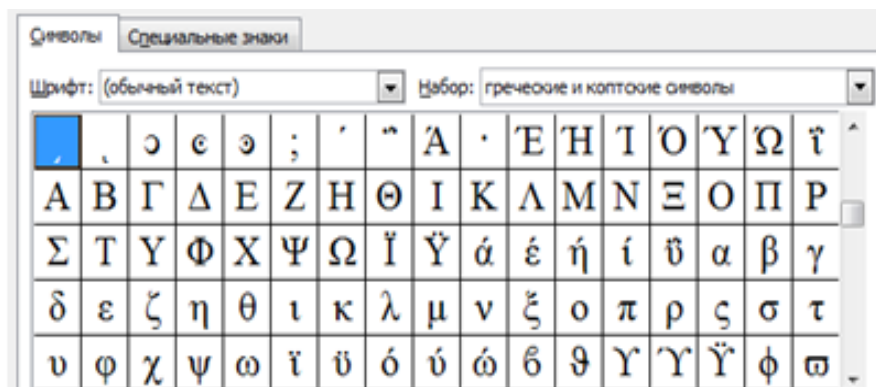 Символы Специальные знаки
Шрифт: (обычный текст) Набор: греческие и коптские символы
͵ ͺ ͻ ͼ ͽ ; ΄ ΅ Ά · Έ Ή Ί Ό Ύ Ώ ΐ
Α Β Γ Δ Ε Ζ Η Θ Ι Κ Λ Μ Ν Ξ Ο Π Ρ
Σ Τ Υ Φ Χ Ψ Ω Ϊ Ϋ ά έ ή ί ΰ α β γ
δ ε ζ η θ ι κ λ μ ν ξ ο π ρ ς σ τ
υ φ χ ψ ω ϊ ϋ ό ύ ώ ϐ ϑ ϒ ϓ ϔ ϕ ϖ